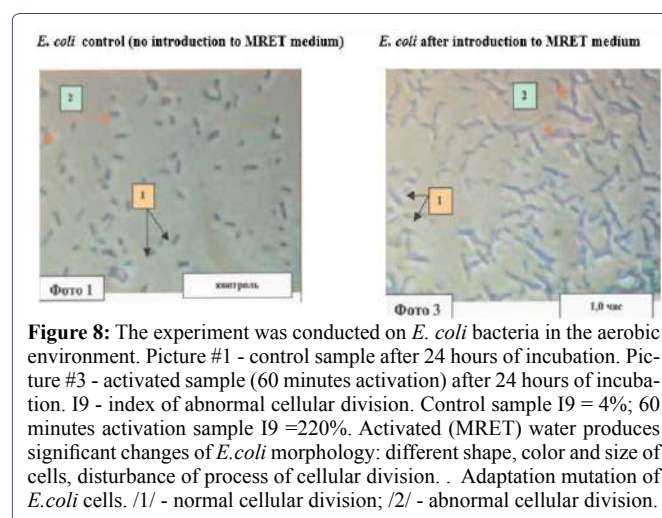 E. coli control (no introduction to MRET medium)
E. coli after introduction to MRET medium
2
1
Фото 1
контроль
2
1
Фото 3
1,0 час
Figure 8: The experiment was conducted on E. coli bacteria in the aerobic
environment. Picture #1 - control sample after 24 hours of incubation. Pic-
ture #3 - activated sample (60 minutes activation) after 24 hours of incuba-
tion. I9 - index of abnormal cellular division. Control sample I9 = 4%; 60
minutes activation sample I9 =220%. Activated (MRET) water produces
significant changes of E.coli morphology: different shape, color and size of
cells, disturbance of process of cellular division. . Adaptation mutation of
E.coli cells. /1/ - normal cellular division; /2/ - abnormal cellular division.